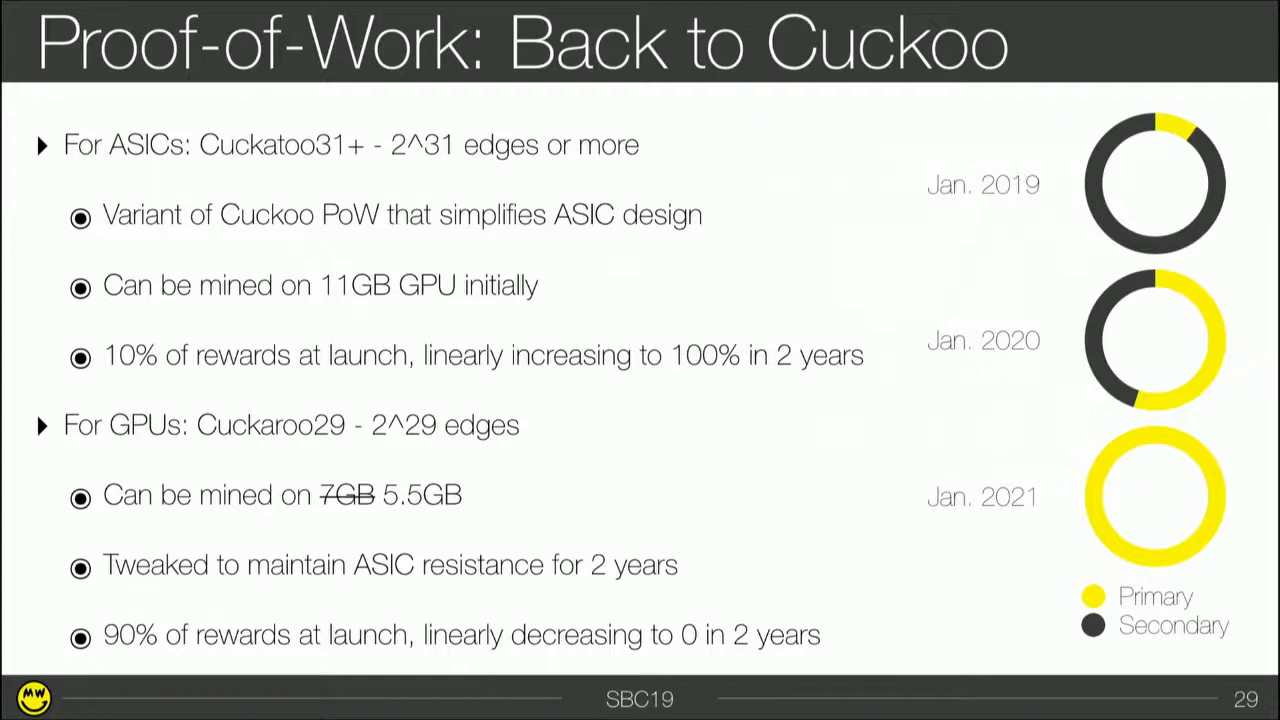 Proof-of-Work: Back to Cuckoo
For ASICs: Cuckatoo31+ - 2^31 edges or more
Variant of Cuckoo PoW that simplifies ASIC design
Can be mined on 11GB GPU initially
10% of rewards at launch, linearly increasing to 100% in 2 years
For GPUs: Cuckaroo29 - 2^29 edges
Can be mined on 7GB 5.5GB
Tweaked to maintain ASIC resistance for 2 years
90% of rewards at launch, linearly decreasing to 0 in 2 years
Jan. 2019
Jan. 2020
Jan. 2021
Primary
Secondary
MW
SBC19
29